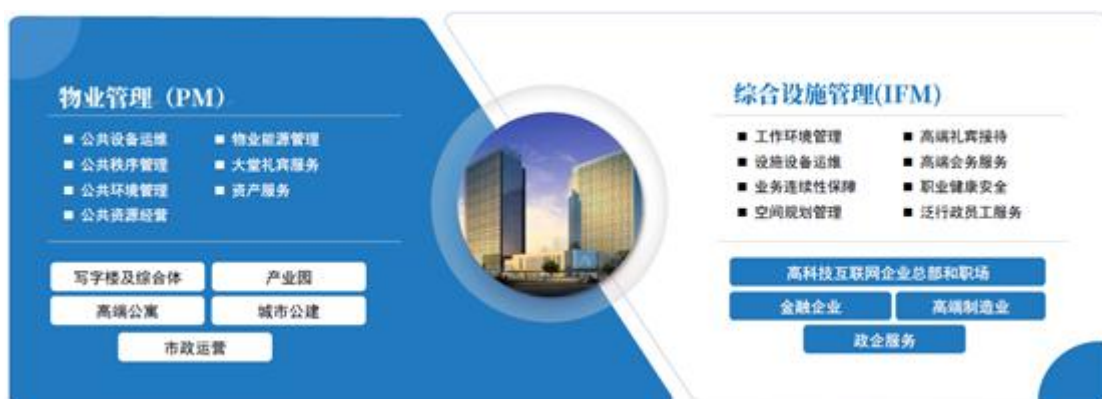 物业管理（PM）
公共设备运维
物业能源管理
公共秩序管理
大堂礼宾服务
公共环境管理
资产服务
公共资源经营
写字楼及综合体
产业园
高端公寓
城市公建
市政运营
综合设施管理(IFM)
工作环境管理
高端礼宾接待
设施设备运维
高端会务服务
业务连续性保障
职业健康安全
空间规划管理
泛行政员工服务
高科技互联网企业总部和职场
金融企业
高端制造业
政企服务